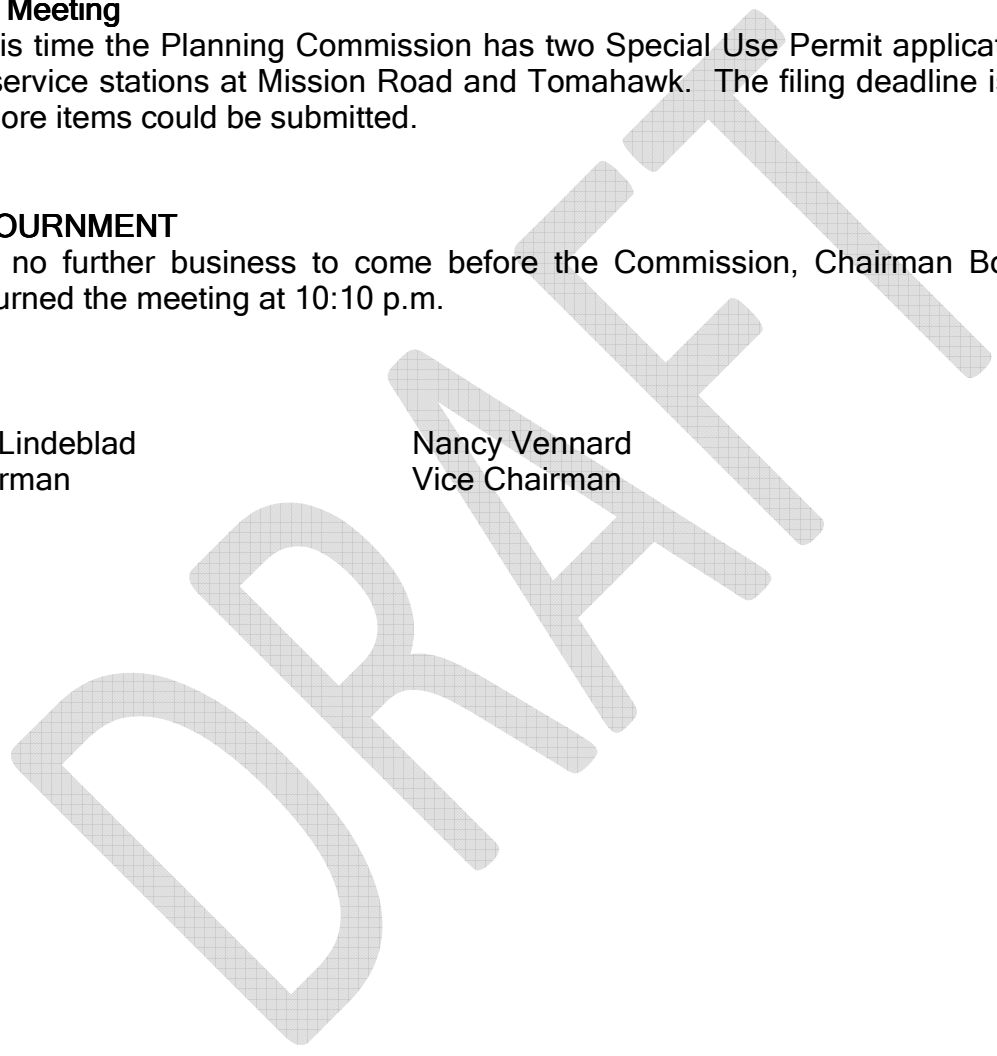 Meeting
is time the Planning Commission has two Special Use Permit applicat
service stations at Mission Road and Tomahawk. The filing deadline is
ore items could be submitted.
OURNMENT
no further business to come before the Commission, Chairman Bo
urned the meeting at 10:10 p.m.
Lindeblad Nancy Vennard
rman Vice Chairman
DRAFT